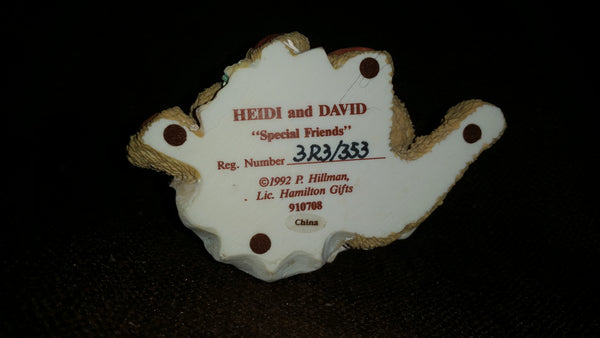 HEIDI and DAVID
"Special Friends"
Reg. Number 3R3/353
©1992 P. Hillman,
Lic. Hamilton Gifts
910708
China